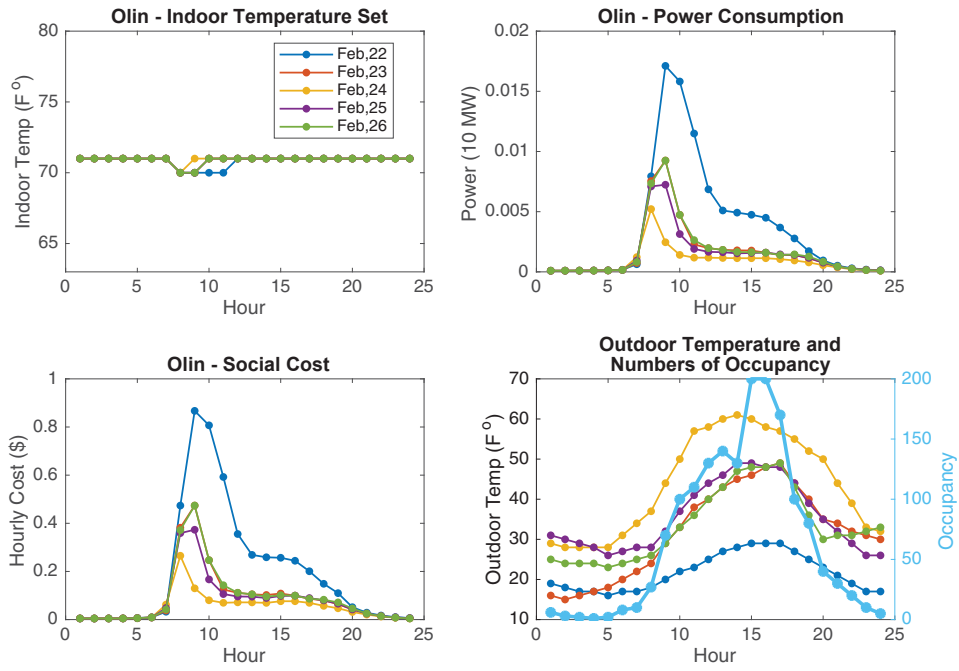 Olin - Indoor Temperature Set
80
75
70
65
Indoor Temp (F°)
0 5 10 15 20 25
Hour
Feb,22
Feb,23
Feb,24
Feb,25
Feb,26
Olin - Power Consumption
0.02
0.015
0.01
0.005
0
Power (10 MW)
0 5 10 15 20 25
Hour
Olin - Social Cost
1
0.8
0.6
0.4
0.2
0
Hourly Cost ($)
0 5 10 15 20 25
Hour
Outdoor Temperature and
Numbers of Occupancy
70
60
50
40
30
20
10
Outdoor Temp (F°)
200
150
100
50
0
Occupancy
0 5 10 15 20 25
Hour